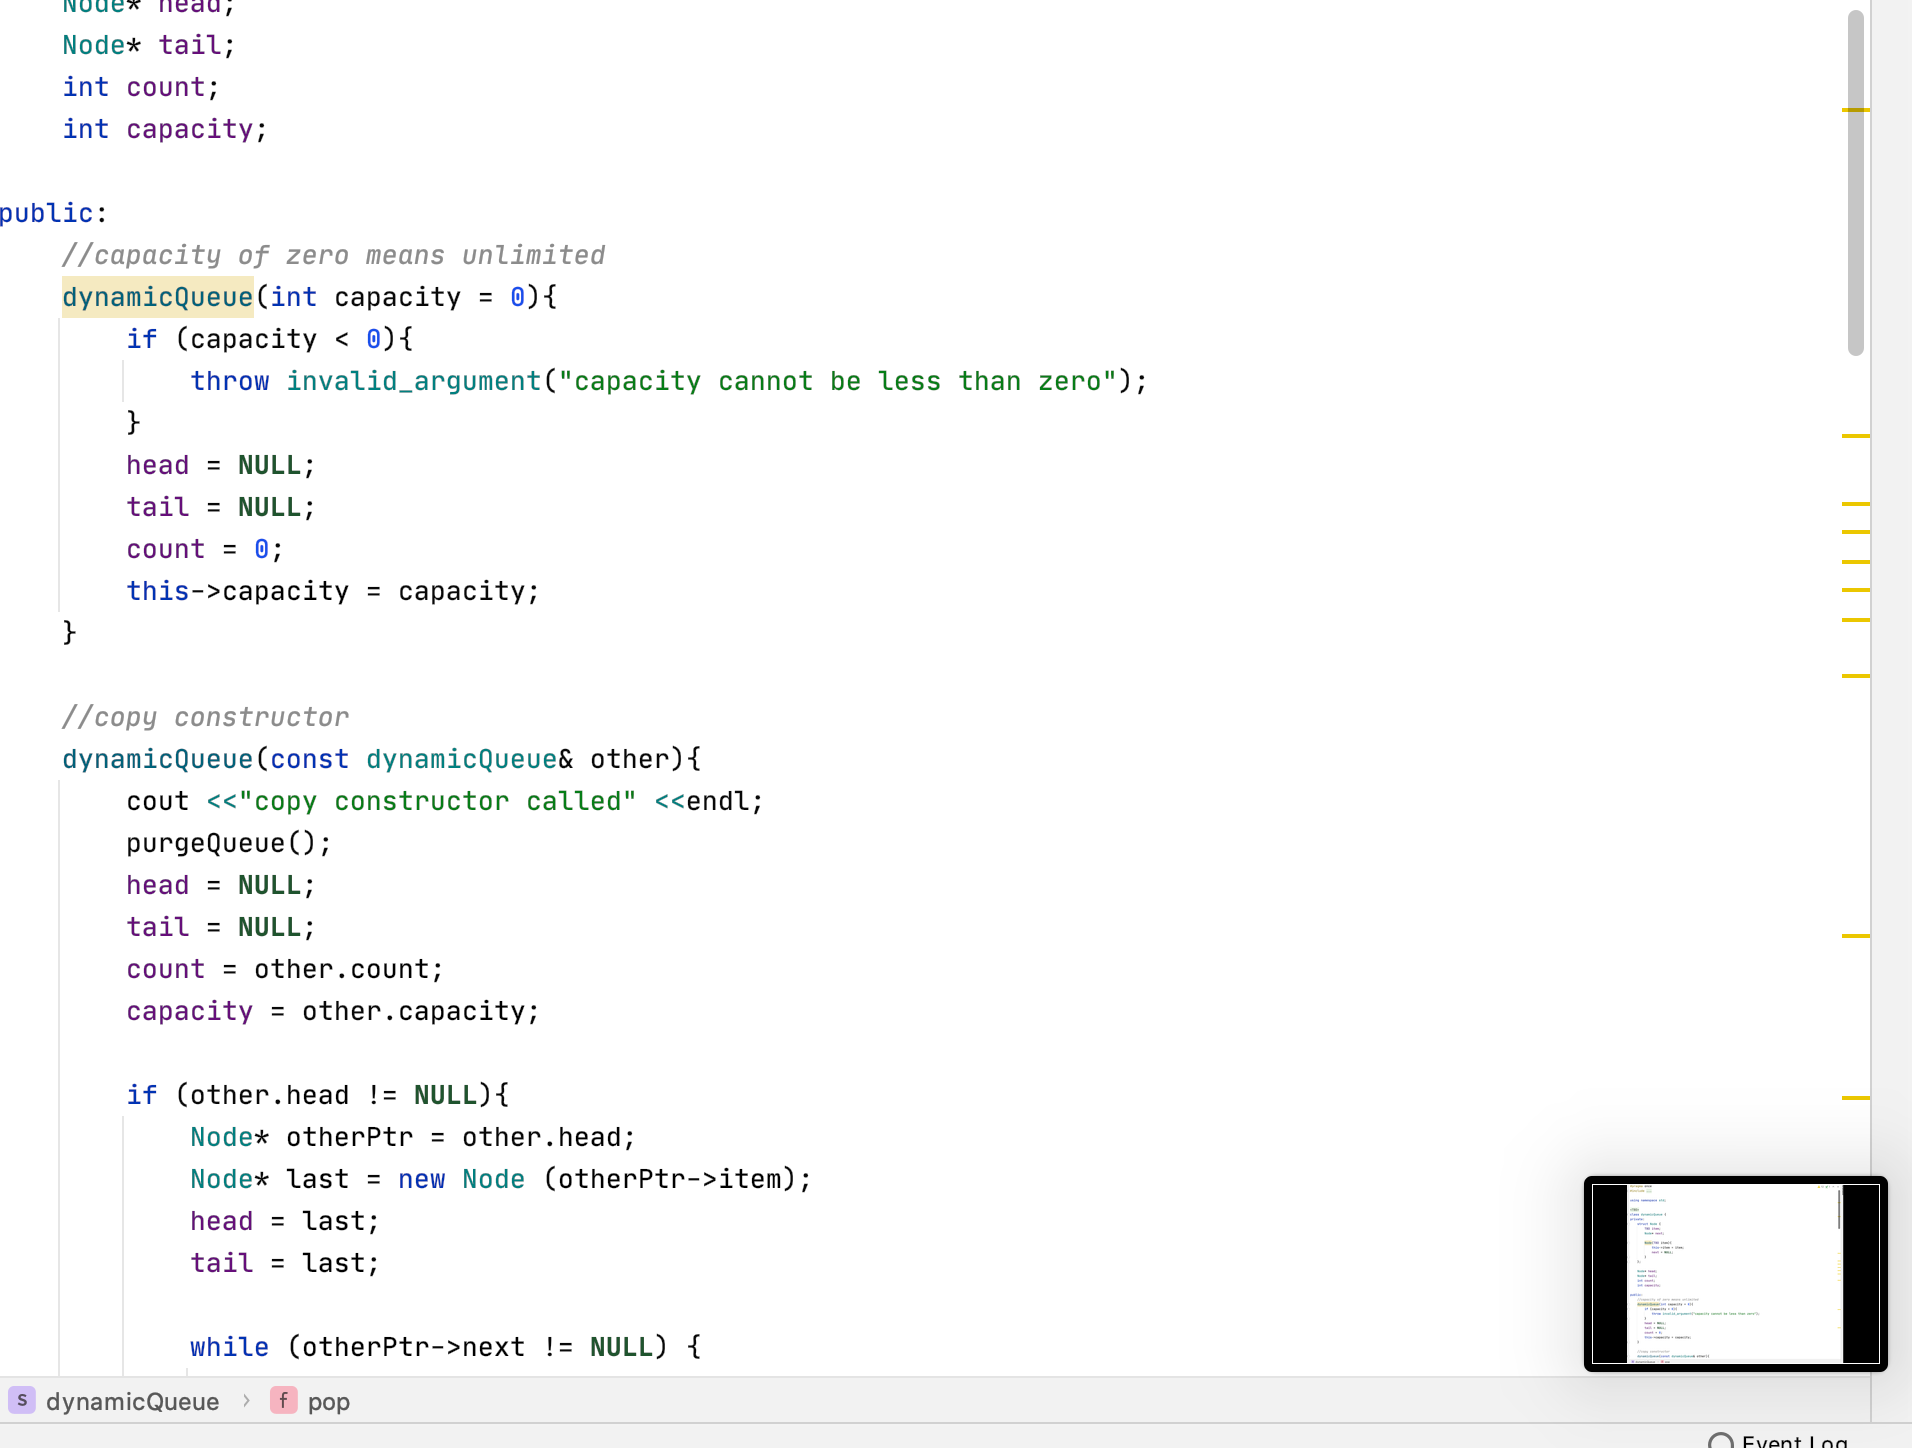 Node* head;
Node* tail;
int count;
int capacity;
public:
//capacity of zero means unlimited
dynamicQueue(int capacity = 0){
if (capacity < 0){
throw invalid_argument("capacity cannot be less than zero");
}
head = NULL;
tail = NULL;
count = 0;
this->capacity = capacity;
}
//copy constructor
dynamicQueue(const dynamicQueue& other){
cout <<"copy constructor called" <<endl;
purgeQueue();
head = NULL;
tail = NULL;
count = other.count;
capacity = other.capacity;
if (other.head != NULL){
Node* otherPtr = other.head;
Node* last = new Node (otherPtr->item);
head = last;
tail = last;
while (otherPtr->next != NULL) {
S dynamicQueue › f pop
Event Log